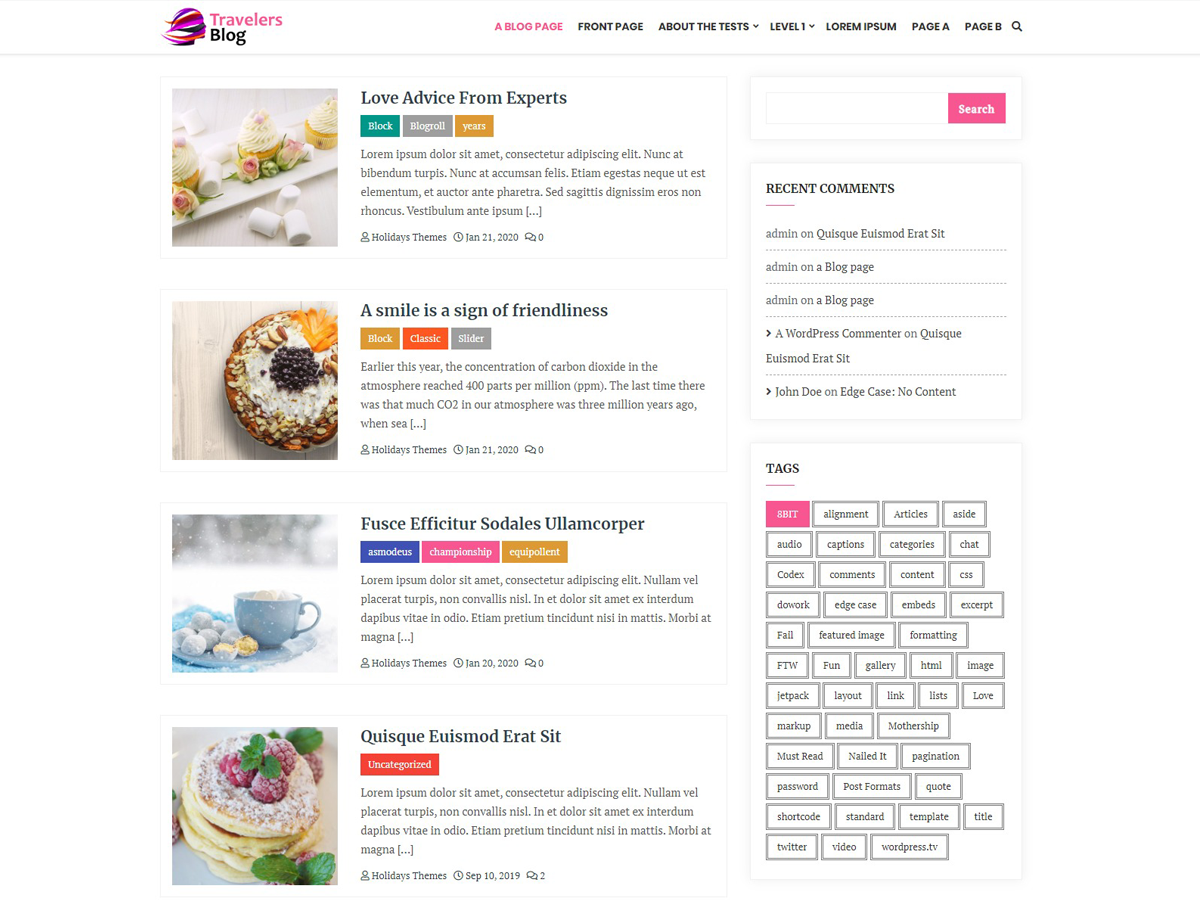 Travelers
Blog
A BLOG PAGE FRONT PAGE ABOUT THE TESTS LEVEL 1 LOREM IPSUM PAGE A PAGE B
Love Advice From Experts
Block Blogroll years
Lorem ipsum dolor sit amet, consectetur adipiscing elit. Nunc at
bibendum turpis. Nunc at accumsan felis. Etiam egestas neque ut est
elementum, et auctor ante pharetra. Sed sagittis dignissim eros non
rhoncus. Vestibulum ante ipsum […]
Holidays Themes Jan 21, 2020 0
A smile is a sign of friendliness
Block Classic Slider
Earlier this year, the concentration of carbon dioxide in the
atmosphere reached 400 parts per million (ppm). The last time there
was that much CO2 in our atmosphere was three million years ago,
when sea […]
Holidays Themes Jan 21, 2020 0
Fusce Efficitur Sodales Ullamcorper
asmodeus championship equipollent
Lorem ipsum dolor sit amet, consectetur adipiscing elit. Nullam vel
placerat turpis, non convallis nisl. In et dolor sit amet ex interdum
dapibus vitae in odio. Etiam pretium tincidunt nisi in mattis. Morbi at
magna […]
Holidays Themes Jan 20, 2020 0
Quisque Euismod Erat Sit
Uncategorized
Lorem ipsum dolor sit amet, consectetur adipiscing elit. Nullam vel
placerat turpis, non convallis nisl. In et dolor sit amet ex interdum
dapibus vitae in odio. Etiam pretium tincidunt nisi in mattis. Morbi at
magna […]
Holidays Themes Sep 10, 2019 2
Search
RECENT COMMENTS
admin on Quisque Euismod Erat Sit
admin on a Blog page
admin on a Blog page
A WordPress Commenter on Quisque
Euismod Erat Sit
John Doe on Edge Case: No Content
TAGS
8BIT alignment Articles aside
audio captions categories chat
Codex comments content css
dowork edge case embeds excerpt
Fail featured image formatting
FTW Fun gallery html image
jetpack layout link lists Love
markup media Mothership
Must Read Nailed It pagination
password Post Formats quote
shortcode standard template title
twitter video wordpress.tv